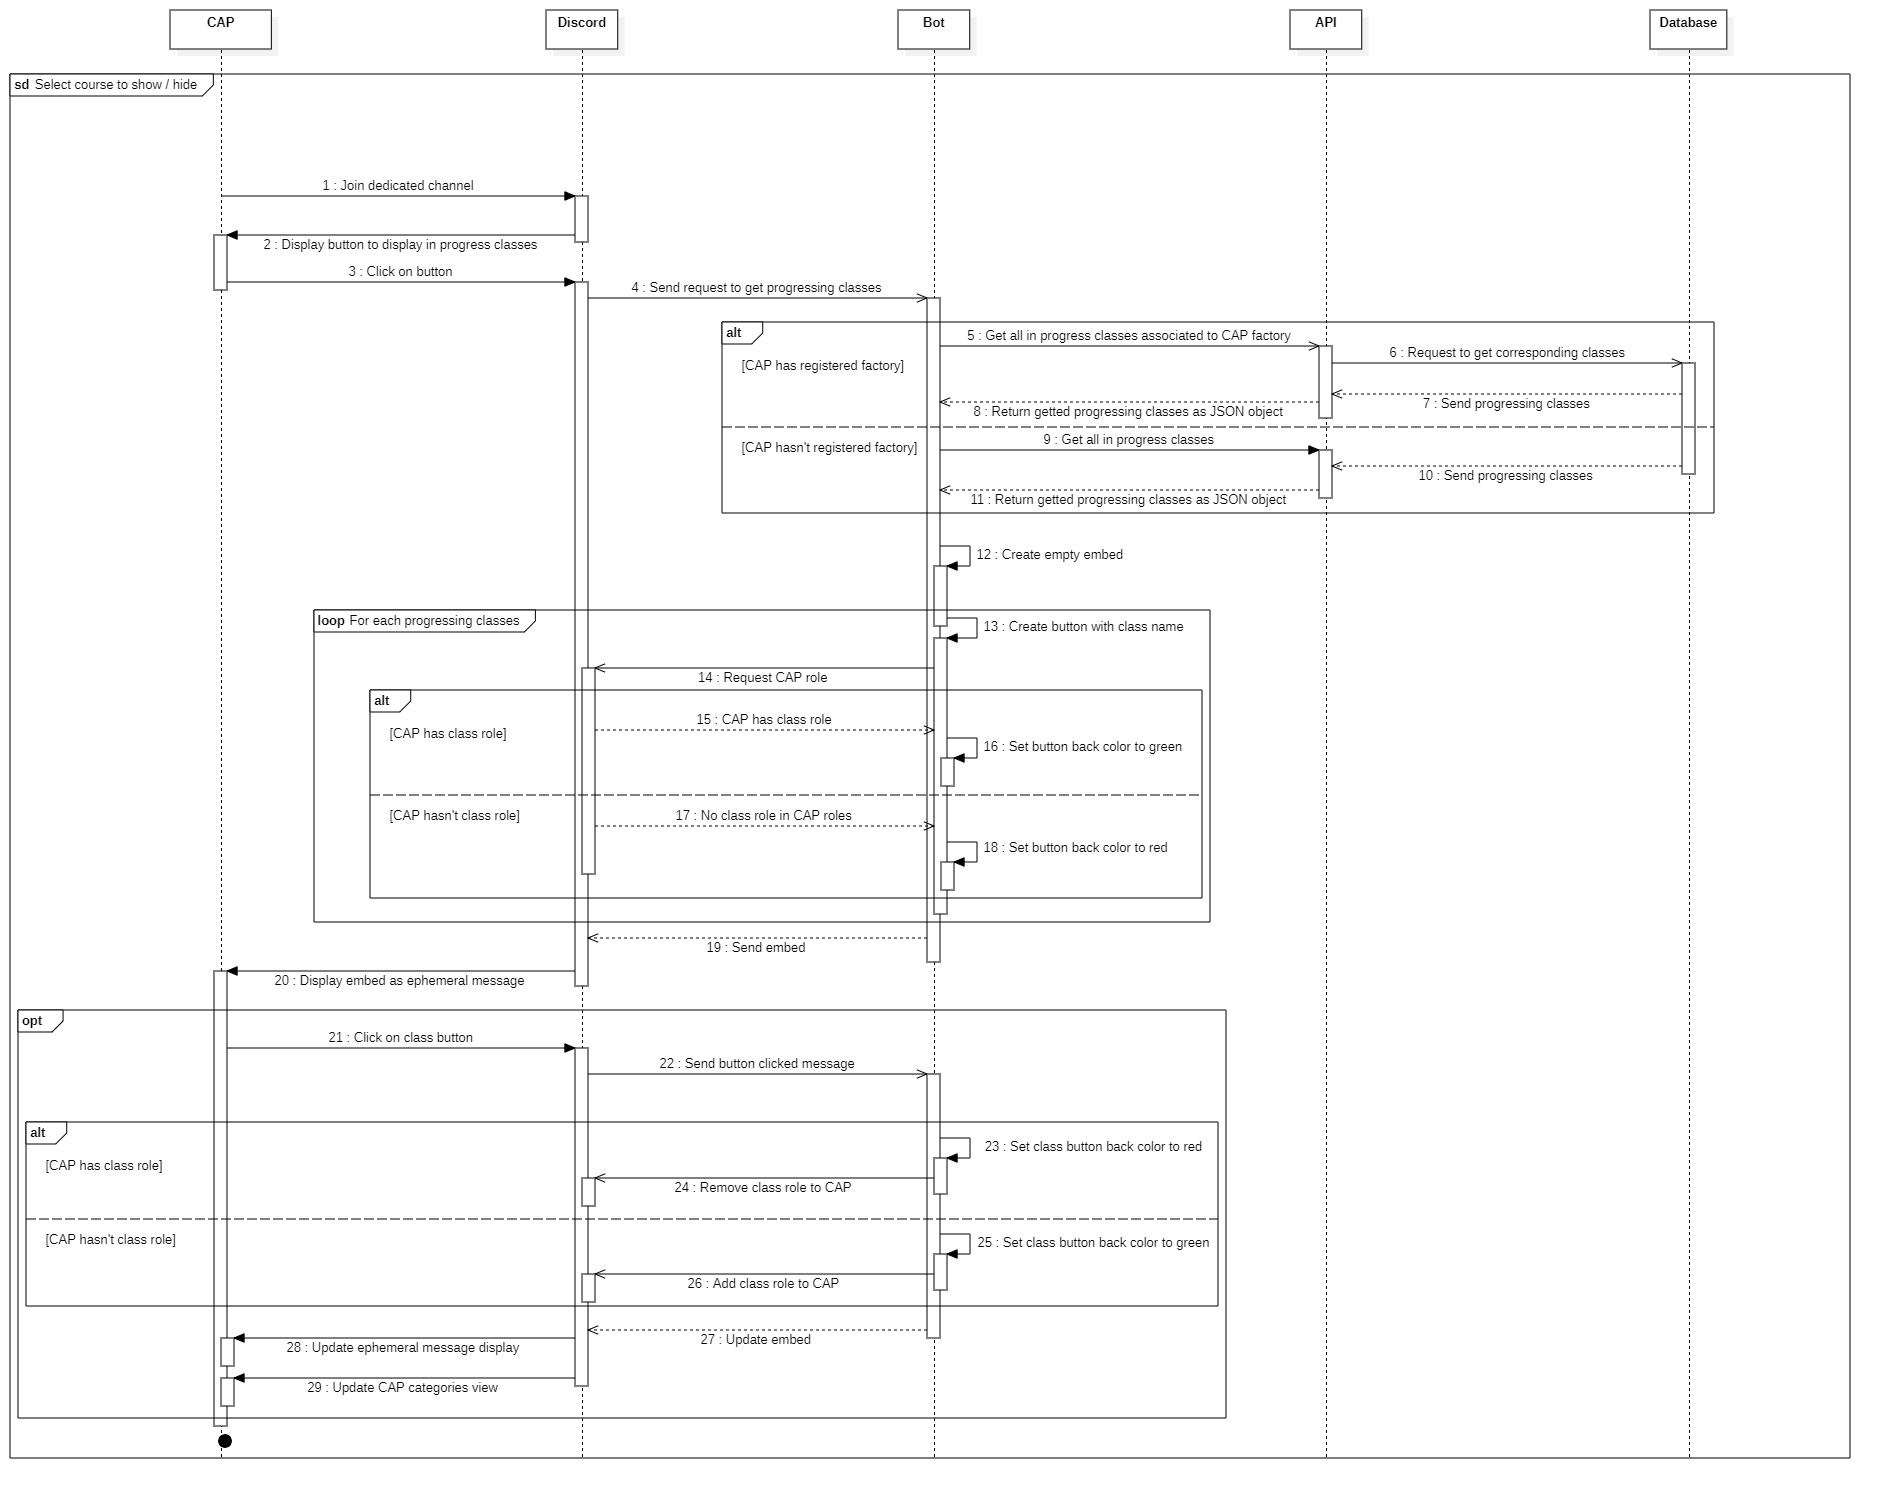 CAP
Discord
Bot
API
Database
sd Select course to show / hide
1 : Join dedicated channel
2 : Display button to display in progress classes
3 : Click on button
4 : Send request to get progressing classes
alt
5 : Get all in progress classes associated to CAP factory
6 : Request to get corresponding classes
[CAP has registered factory]
7 : Send progressing classes
8 : Return getted progressing classes as JSON object
[CAP hasn't registered factory]
9 : Get all in progress classes
10 : Send progressing classes
11 : Return getted progressing classes as JSON object
12 : Create empty embed
loop For each progressing classes
13 : Create button with class name
14 : Request CAP role
alt
15 : CAP has class role
[CAP has class role]
16 : Set button back color to green
[CAP hasn't class role]
17 : No class role in CAP roles
18 : Set button back color to red
19 : Send embed
20 : Display embed as ephemeral message
opt
21 : Click on class button
22 : Send button clicked message
alt
23 : Set class button back color to red
[CAP has class role]
24 : Remove class role to CAP
[CAP hasn't class role]
25 : Set class button back color to green
26 : Add class role to CAP
27 : Update embed
28 : Update ephemeral message display
29 : Update CAP categories view